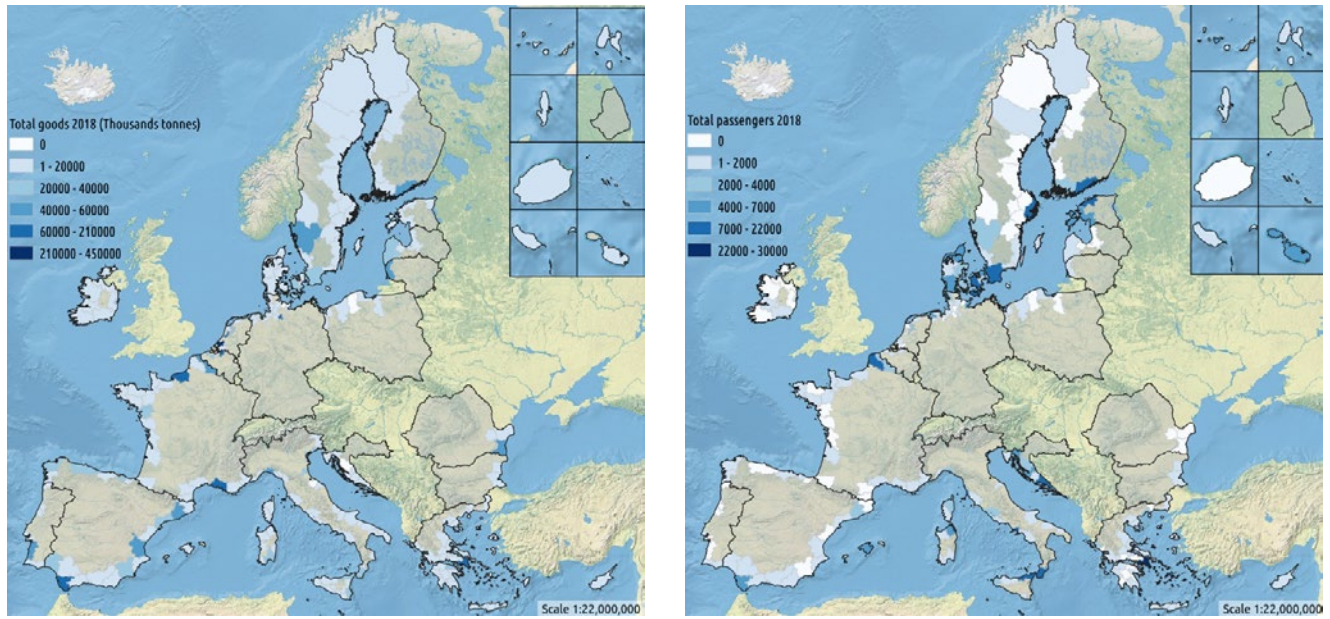 Total goods 2018 (Thousands tonnes)
0
1 - 20000
20000 - 40000
40000 - 60000
60000 - 210000
210000 - 450000
Scale 1:22,000,000
Total passengers 2018
0
1 - 2000
2000 - 4000
4000 - 7000
7000 - 22000
22000 - 30000
Scale 1:22,000,000